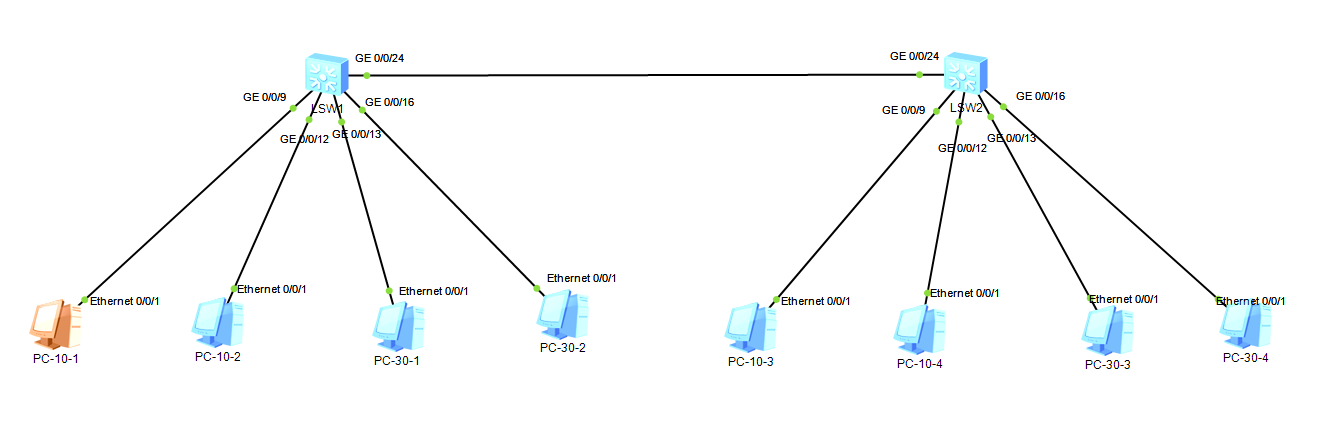 GE 0/0/24
GE 0/0/9
LSW1
GE 0/0/16
GE 0/0/12
GE 0/0/13
Ethernet 0/0/1
PC-10-1
Ethernet 0/0/1
PC-10-2
Ethernet 0/0/1
PC-30-1
Ethernet 0/0/1
PC-30-2
GE 0/0/24
GE 0/0/9
LSW2
GE 0/0/16
GE 0/0/12
GE 0/0/13
Ethernet 0/0/1
PC-10-3
Ethernet 0/0/1
PC-10-4
Ethernet 0/0/1
PC-30-3
Ethernet 0/0/1
PC-30-4